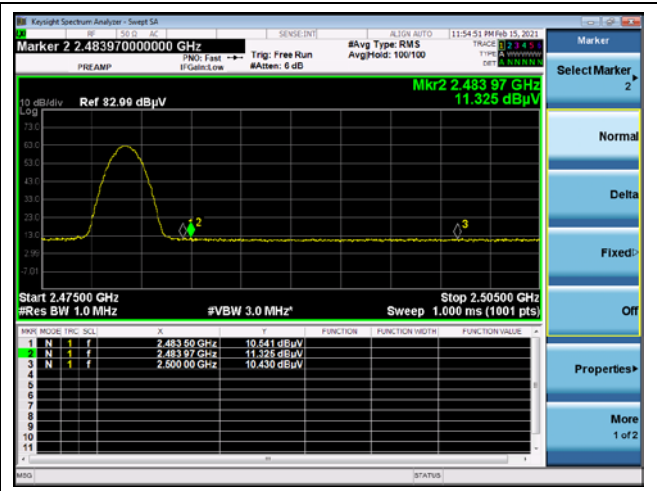 Keysight Spectrum Analyzer - Swept SA
RF 50 Ω AC SENSE:INT ALIGN AUTO 11:54:51 PM Feb 15, 2021
Marker 2 2.483970000000 GHz
PREAMP
PNO: Fast
IFGain:Low
Trig: Free Run
#Atten: 6 dB
#Avg Type: RMS
Avg|Hold: 100/100
TRACE 1 2 3 4 5 6
TYPE A WWWWW
DET A N N N N N
Mkr2 2.483 97 GHz
11.325 dBµV
10 dB/div Ref 82.99 dBµV
Log
73.0
63.0
53.0
43.0
33.0
23.0
13.0
2.99
-7.01
2
3
Start 2.47500 GHz Stop 2.50500 GHz
#Res BW 1.0 MHz #VBW 3.0 MHz* Sweep 1.000 ms (1001 pts)
MKR MODE TRC SCL X Y FUNCTION FUNCTION WIDTH FUNCTION VALUE
1 N 1 f 2.483 50 GHz 10.541 dBµV
2 N 1 f 2.483 97 GHz 11.325 dBµV
3 N 1 f 2.500 00 GHz 10.430 dBµV
4
5
6
7
8
9
10
11
MSG STATUS
Marker
Select Marker
2
Normal
Delta
Fixed
Off
Properties
More
1 of 2